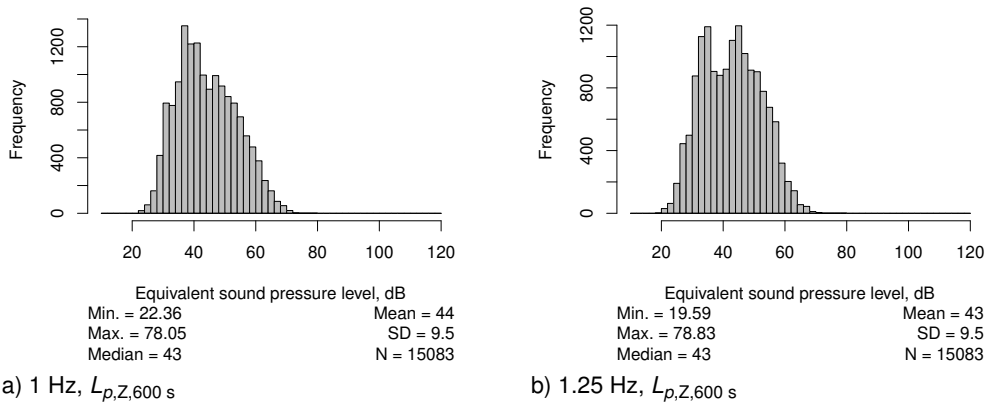 Frequency
0 400 800 1200
20 40 60 80 100 120
Equivalent sound pressure level, dB
Min. = 22.36 Mean = 44
Max. = 78.05 SD = 9.5
Median = 43 N = 15083
a) 1 Hz, Lp,Z,600 s
Frequency
0 400 800 1200
20 40 60 80 100 120
Equivalent sound pressure level, dB
Min. = 19.59 Mean = 43
Max. = 78.83 SD = 9.5
Median = 43 N = 15083
b) 1.25 Hz, Lp,Z,600 s